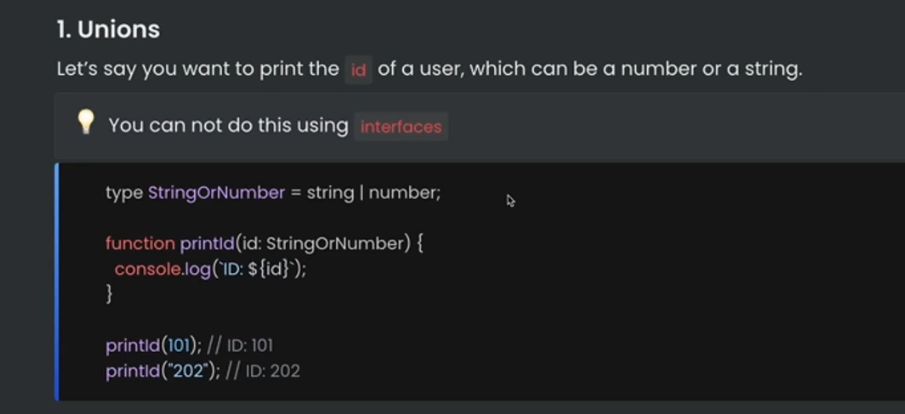 1. Unions
Let's say you want to print the id of a user, which can be a number or a string.
💡 You can not do this using interfaces
type StringOrNumber = string | number;
function printId(id: StringOrNumber) {
console.log(`ID: ${id}`);
}
printId(101); // ID: 101
printId("202"); // ID: 202